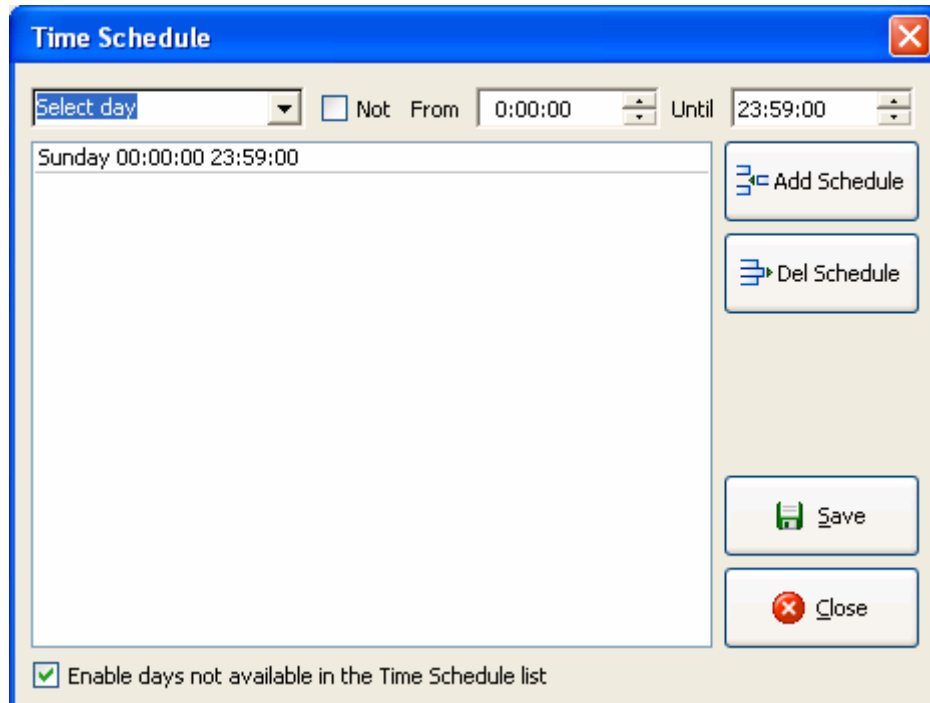 Time Schedule
Select day Not From 0:00:00 Until 23:59:00
Sunday 00:00:00 23:59:00
Add Schedule
Del Schedule
Save
Close
Enable days not available in the Time Schedule list